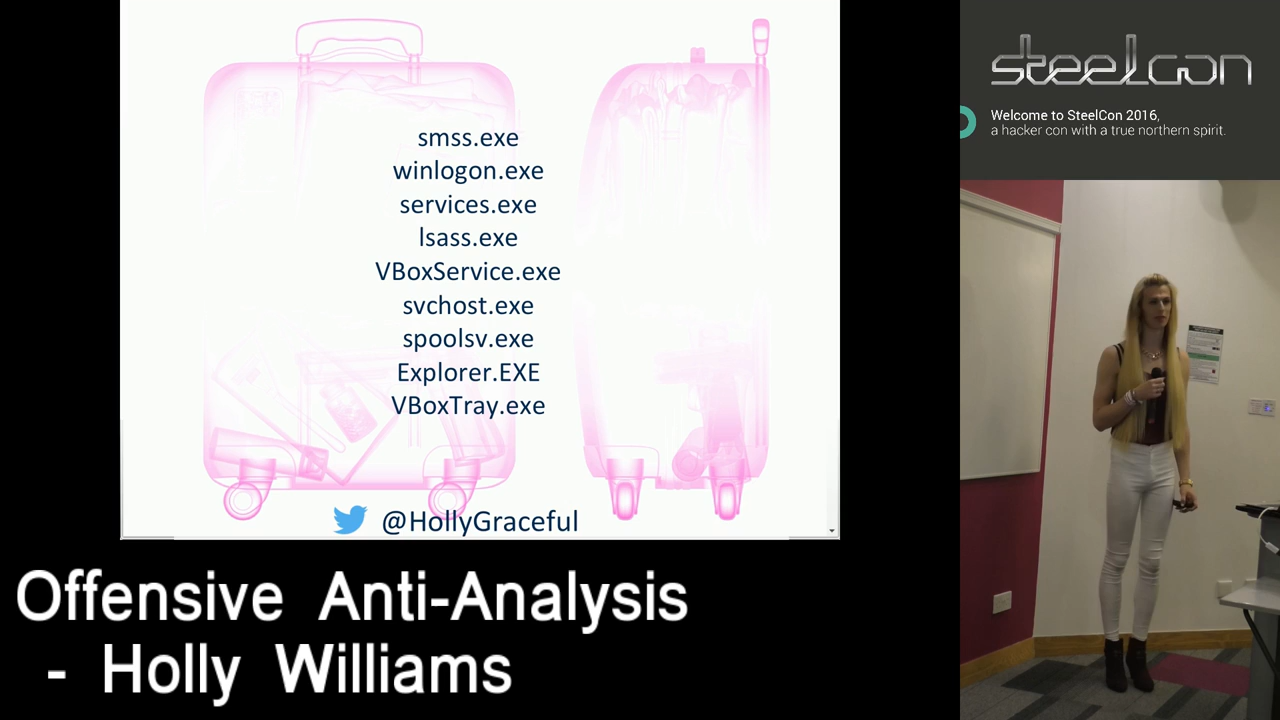 smss.exe
winlogon.exe
services.exe
lsass.exe
VBoxService.exe
svchost.exe
spoolsv.exe
Explorer.EXE
VBoxTray.exe
@HollyGraceful
Offensive Anti-Analysis
- Holly Williams
steelcon
Welcome to SteelCon 2016,
a hacker con with a true northern spirit.